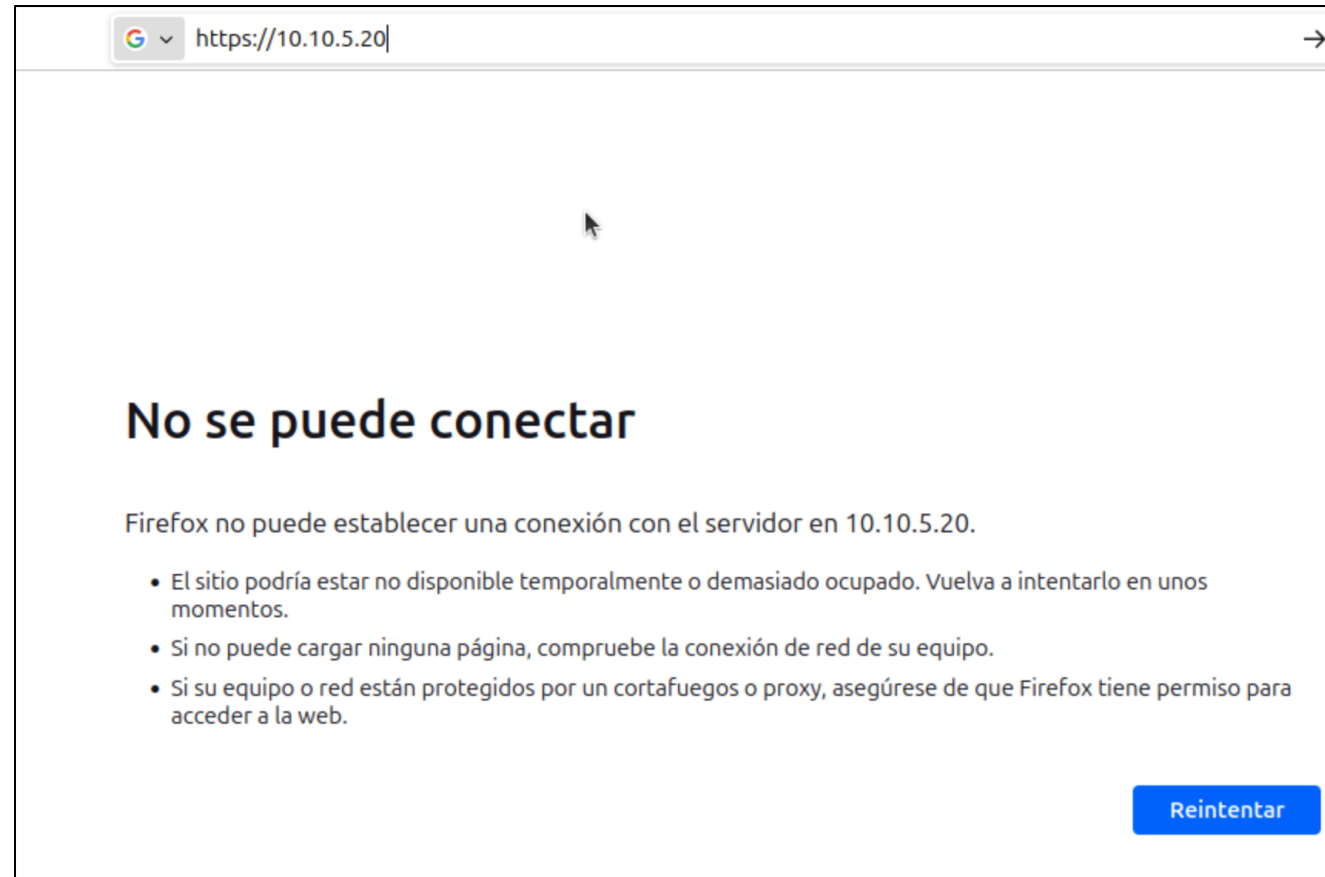 https://10.10.5.20
No se puede conectar
Firefox no puede establecer una conexión con el servidor en 10.10.5.20.
• El sitio podría estar no disponible temporalmente o demasiado ocupado. Vuelva a intentarlo en unos
momentos.
• Si no puede cargar ninguna página, compruebe la conexión de red de su equipo.
• Si su equipo o red están protegidos por un cortafuegos o proxy, asegúrese de que Firefox tiene permiso para
acceder a la web.
Reintentar